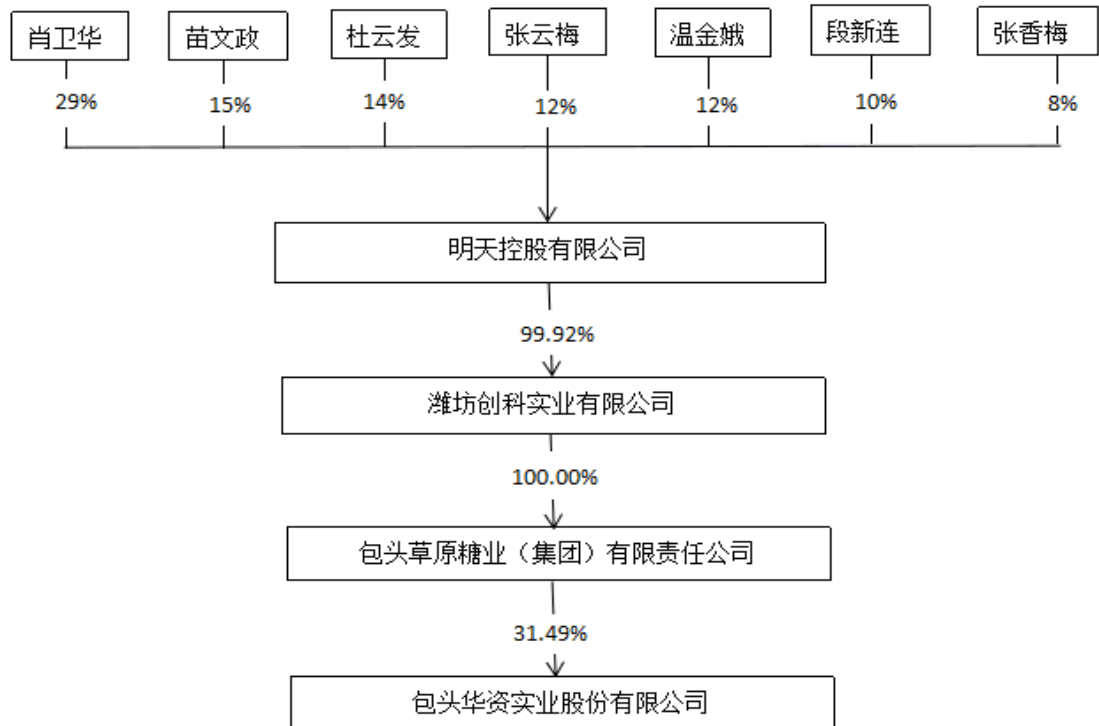 肖卫华 苗文政 杜云发 张云梅 温金娥 段新连 张香梅
29% 15% 14% 12% 12% 10% 8%
明天控股有限公司
99.92%
潍坊创科实业有限公司
100.00%
包头草原糖业（集团）有限责任公司
31.49%
包头华资实业股份有限公司